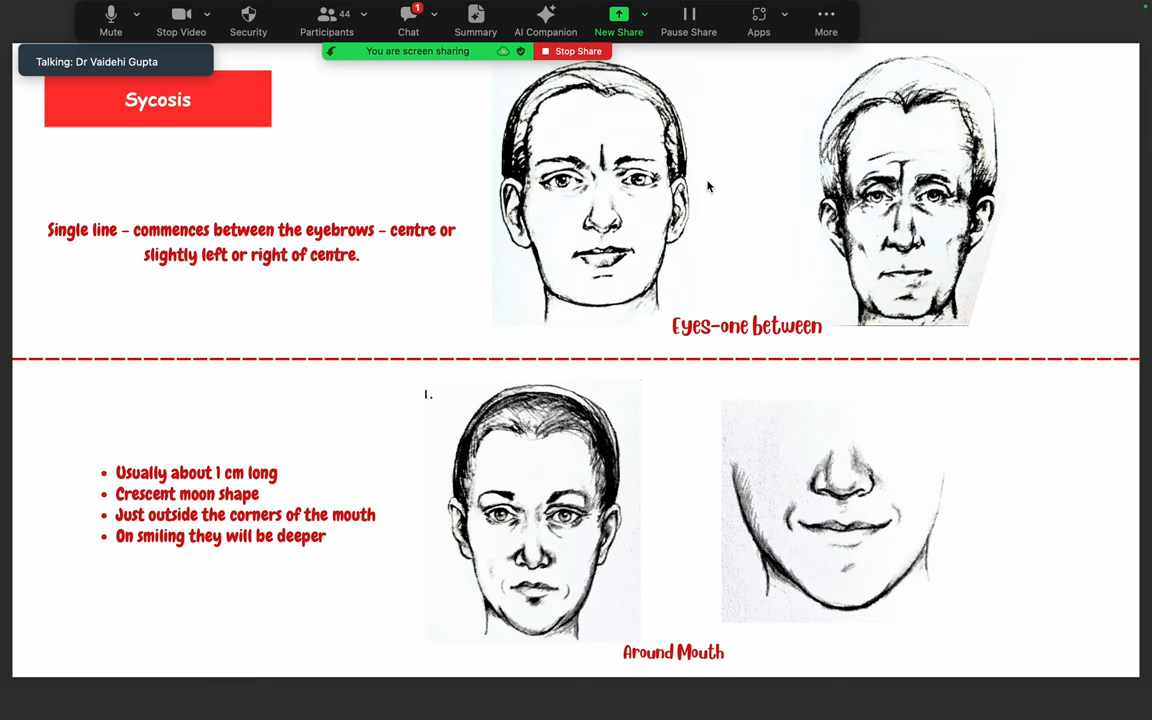 Mute
Stop Video
Security
44
Participants
1
Chat
Summary
AI Companion
New Share
Pause Share
Apps
More
You are screen sharing
Stop Share
Talking: Dr Vaidehi Gupta
Sycosis
Single line - commences between the eyebrows - centre or
slightly left or right of centre.
Eyes-one between
1.
• Usually about 1 cm long
• Crescent moon shape
• Just outside the corners of the mouth
• On smiling they will be deeper
Around Mouth